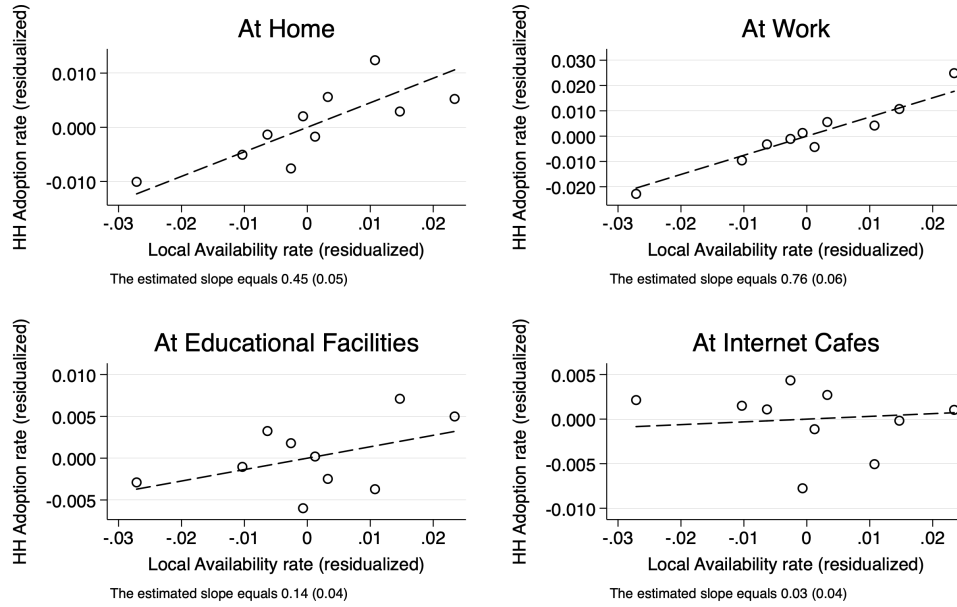 At Home
HH Adoption rate (residualized)
0.010
0.000
-0.010
-.03 -.02 -.01 0 .01 .02
Local Availability rate (residualized)
The estimated slope equals 0.45 (0.05)
At Work
HH Adoption rate (residualized)
0.030
0.020
0.010
0.000
-0.010
-0.020
-.03 -.02 -.01 0 .01 .02
Local Availability rate (residualized)
The estimated slope equals 0.76 (0.06)
At Educational Facilities
HH Adoption rate (residualized)
0.010
0.005
0.000
-0.005
-.03 -.02 -.01 0 .01 .02
Local Availability rate (residualized)
The estimated slope equals 0.14 (0.04)
At Internet Cafes
HH Adoption rate (residualized)
0.005
0.000
-0.005
-0.010
-.03 -.02 -.01 0 .01 .02
Local Availability rate (residualized)
The estimated slope equals 0.03 (0.04)